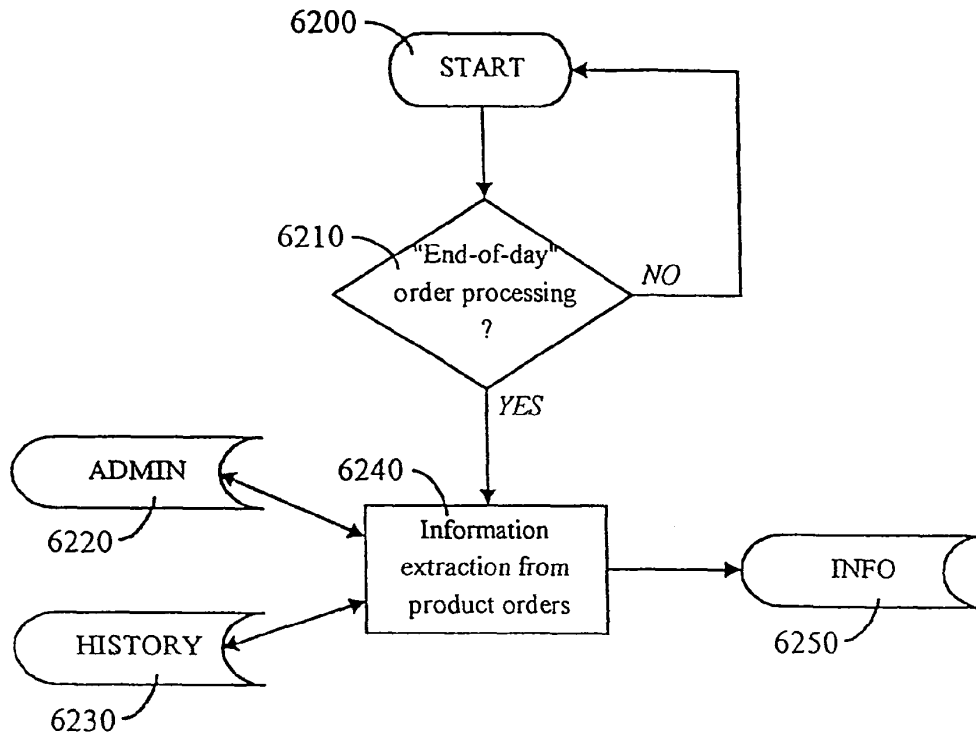 6200
START
6210
"End-of-day"
order processing
?
NO
YES
ADMIN
6220
6240
Information
extraction from
product orders
INFO
6250
HISTORY
6230